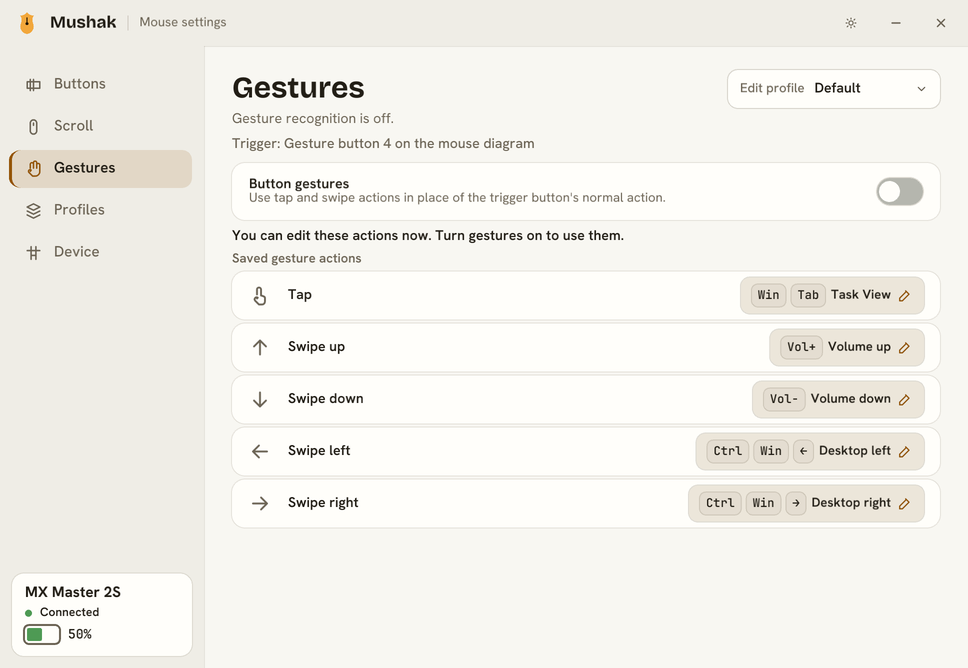 Mushak | Mouse settings
Buttons
Scroll
Gestures
Profiles
Device
MX Master 2S
Connected
50%
Gestures
Edit profile Default
Gesture recognition is off.
Trigger: Gesture button 4 on the mouse diagram
Button gestures
Use tap and swipe actions in place of the trigger button's normal action.
You can edit these actions now. Turn gestures on to use them.
Saved gesture actions
Tap Win Tab Task View
Swipe up Vol+ Volume up
Swipe down Vol- Volume down
Swipe left Ctrl Win ← Desktop left
Swipe right Ctrl Win → Desktop right